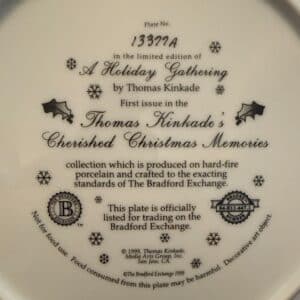 Plate No.
13377A
in the limited edition of
A Holiday Gathering
by Thomas Kinkade
First issue in the
Thomas Kinkade's
Cherished Christmas Memories
collection which is produced on hard-fire
porcelain and crafted to the exacting
standards of The Bradford Exchange.
B
This plate is officially
listed for trading on the
Bradford Exchange.
BRADEX
© 1999, Thomas Kinkade,
Media Arts Group, Inc.
San Jose, CA
©The Bradford Exchange 1999
Not for food use. Food consumed from this plate may be harmful. Decorative art object.